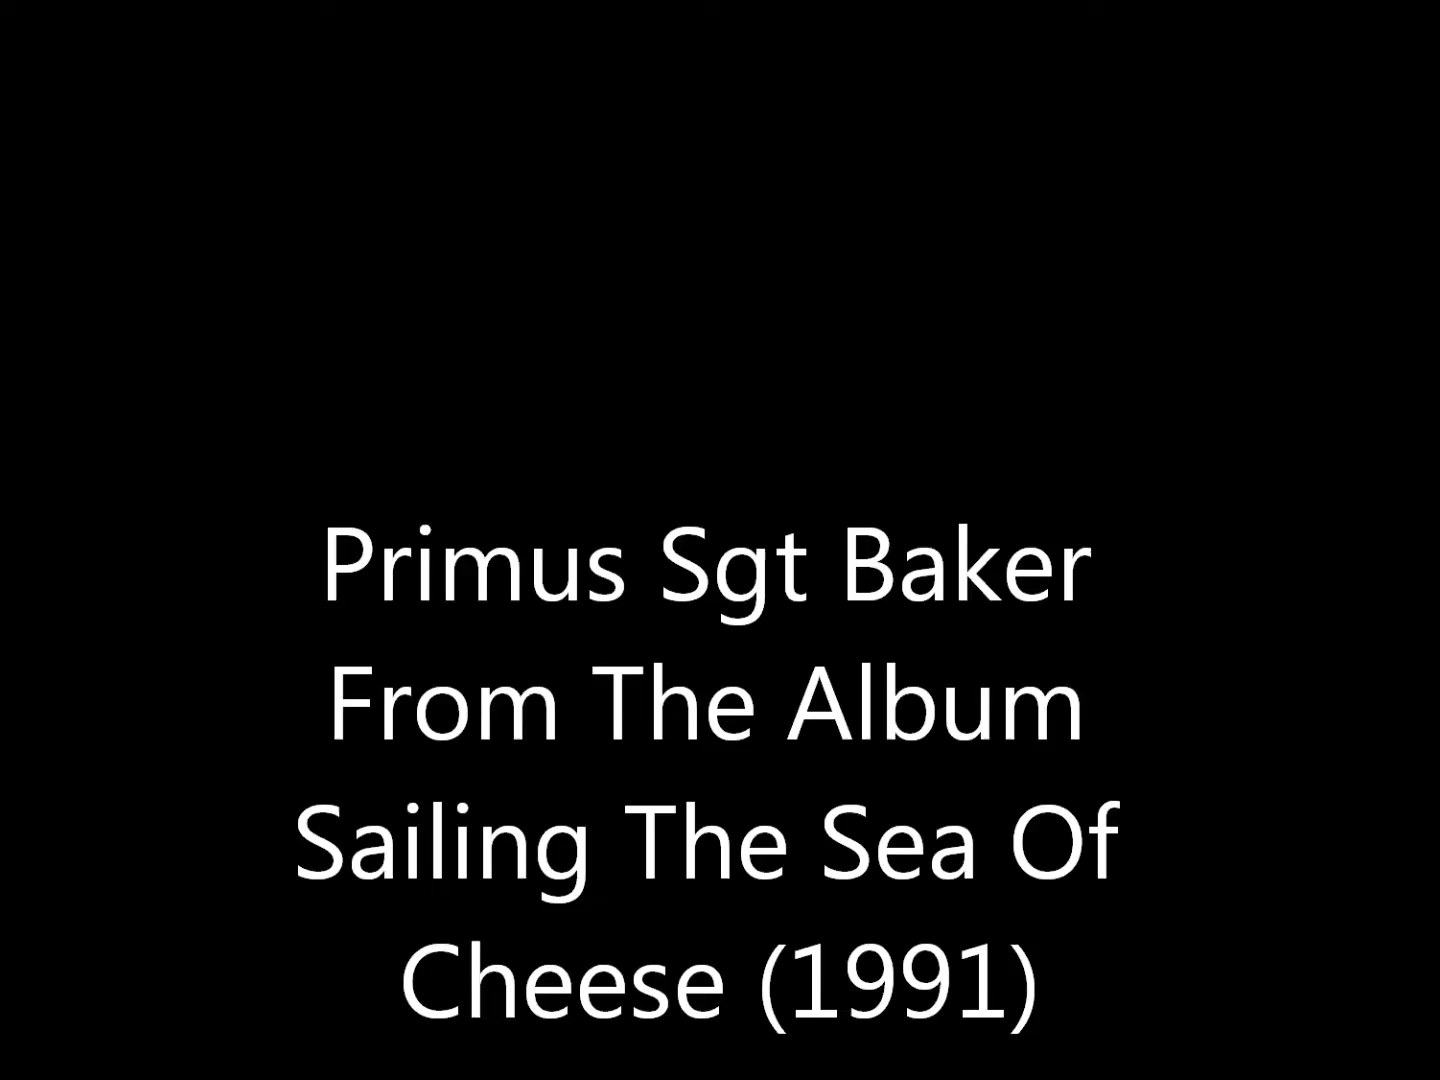 Primus Sgt Baker
From The Album
Sailing The Sea Of
Cheese (1991)